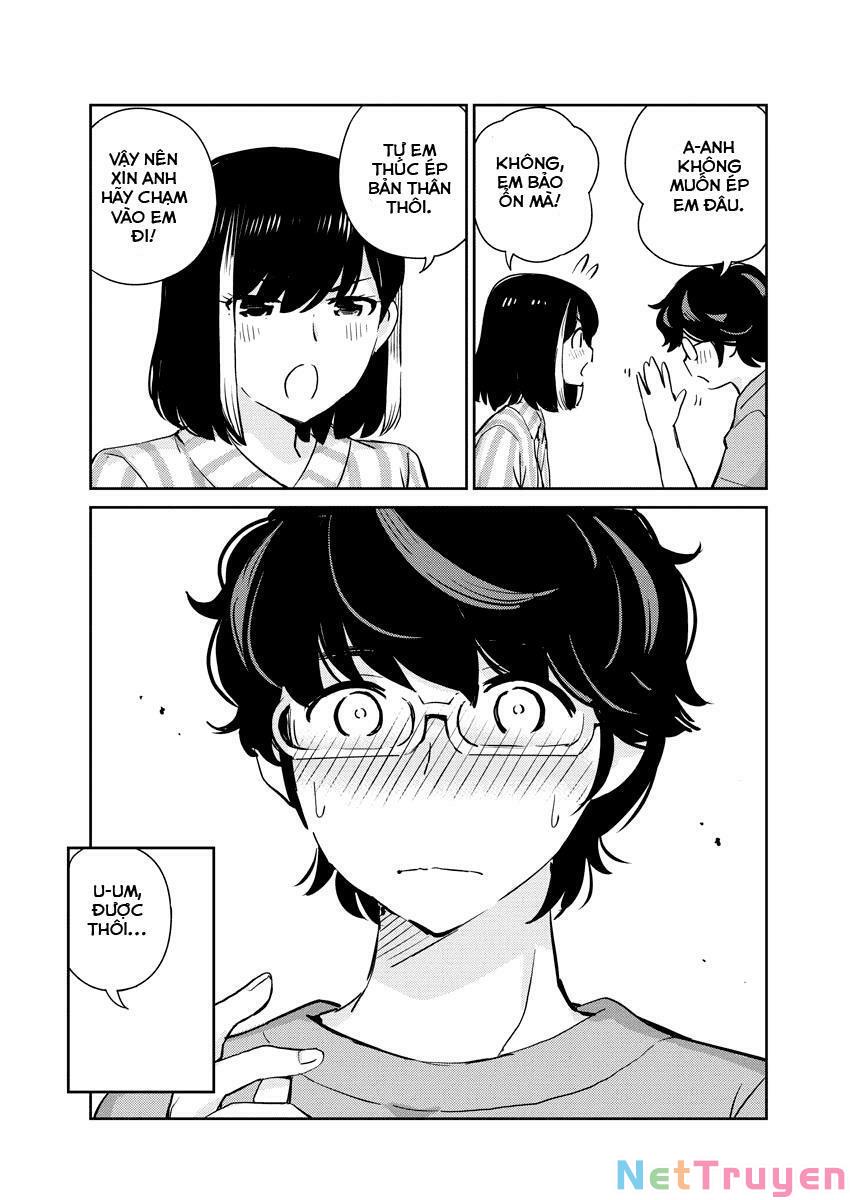 A-ANH
KHÔNG
MUỐN ÉP
EM ĐÂU.
KHÔNG,
EM BẢO
ỔN MÀ!
TỰ EM
THÚC ÉP
BẢN THÂN
THÔI.
VẬY NÊN
XIN ANH
HÃY CHẠM
VÀO EM
ĐI!
U-UM,
ĐƯỢC
THÔI...
NetTruyen